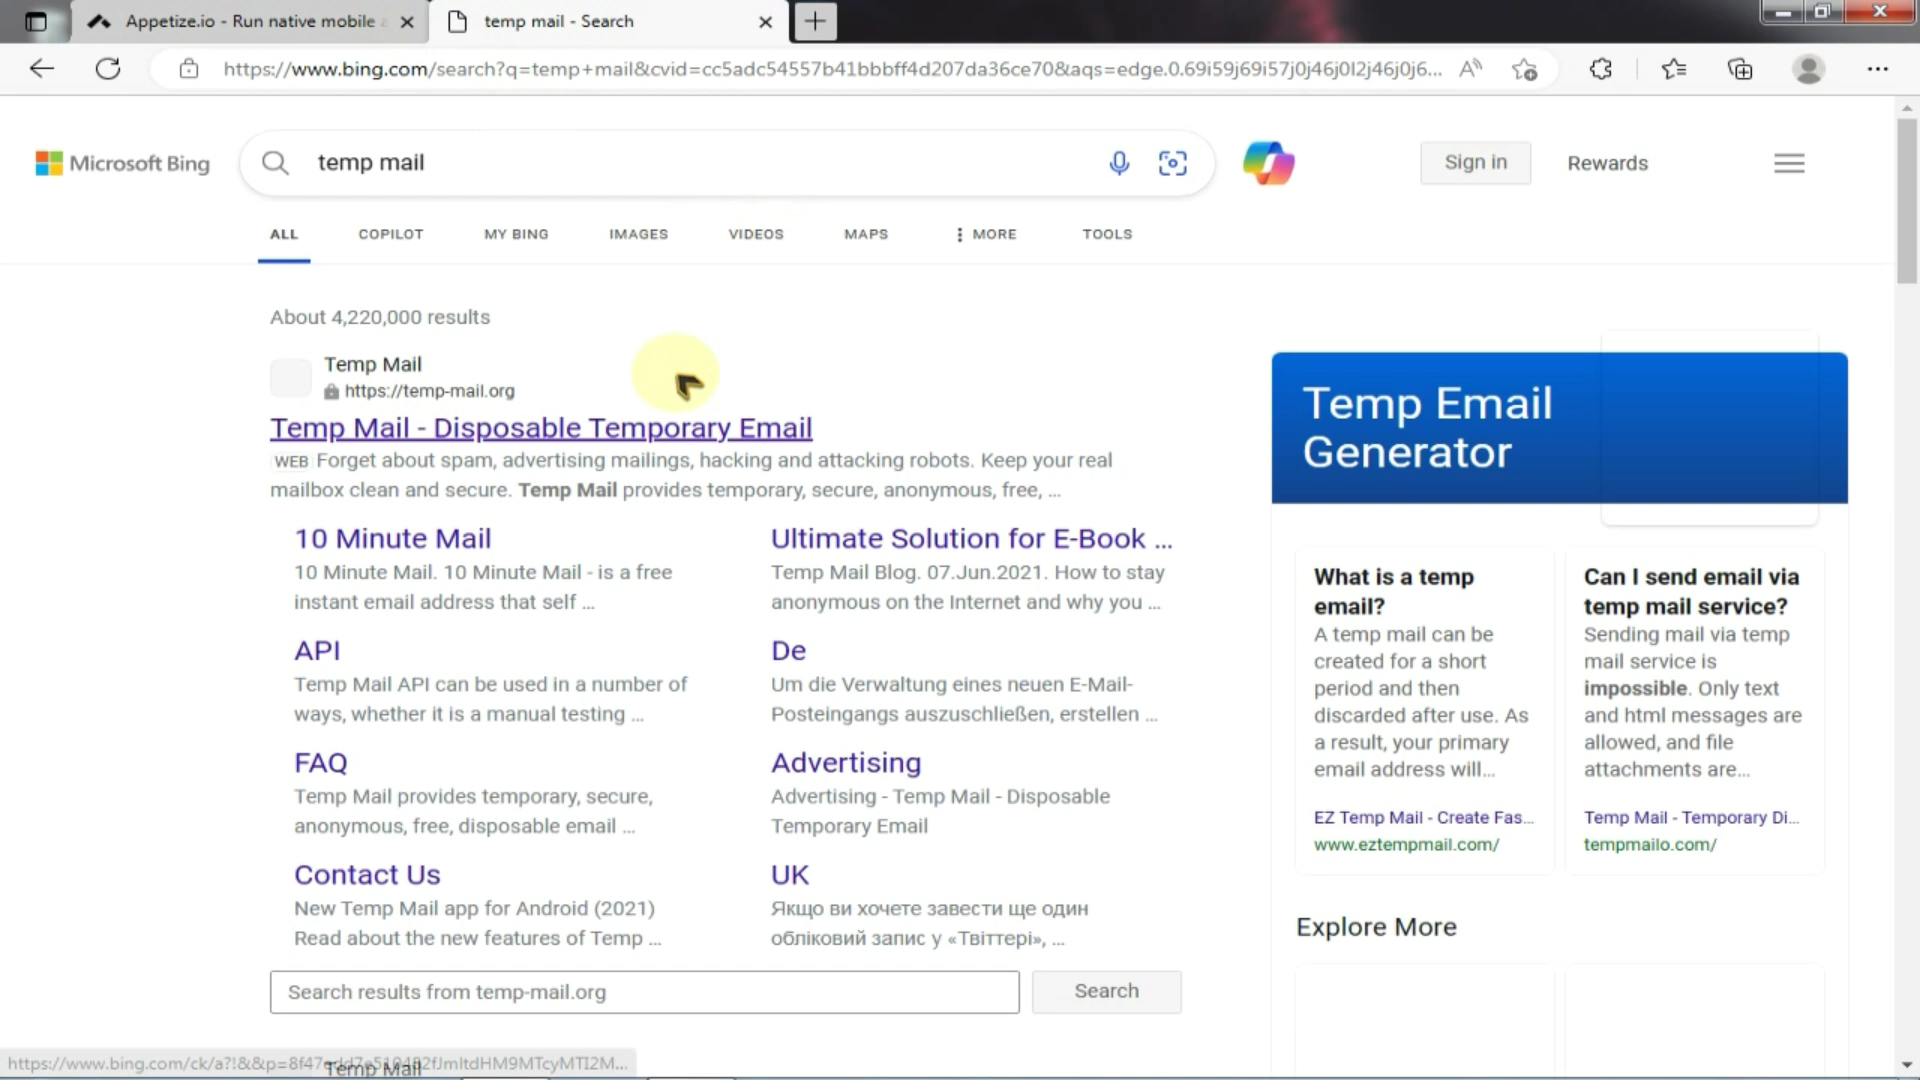 Appetize.io - Run native mobile a
temp mail - Search
https://www.bing.com/search?q=temp+mail&cvid=cc5adc54557b41bbbff4d207da36ce70&aqs=edge.0.69i59j69i57j0j46j0l2j46j0j6...
Microsoft Bing
temp mail
Sign in
Rewards
ALL
COPILOT
MY BING
IMAGES
VIDEOS
MAPS
MORE
TOOLS
About 4,220,000 results
Temp Mail
https://temp-mail.org
Temp Mail - Disposable Temporary Email
WEB Forget about spam, advertising mailings, hacking and attacking robots. Keep your real
mailbox clean and secure. Temp Mail provides temporary, secure, anonymous, free, ...
10 Minute Mail
10 Minute Mail. 10 Minute Mail - is a free
instant email address that self ...
Ultimate Solution for E-Book ...
Temp Mail Blog. 07.Jun.2021. How to stay
anonymous on the Internet and why you ...
API
Temp Mail API can be used in a number of
ways, whether it is a manual testing ...
De
Um die Verwaltung eines neuen E-Mail-
Posteingangs auszuschließen, erstellen ...
FAQ
Temp Mail provides temporary, secure,
anonymous, free, disposable email ...
Advertising
Advertising - Temp Mail - Disposable
Temporary Email
Contact Us
New Temp Mail app for Android (2021)
Read about the new features of Temp ...
UK
Якщо ви хочете завести ще один
обліковий запис у «Твіттері», ...
Search results from temp-mail.org
Search
Temp Email
Generator
What is a temp
email?
A temp mail can be
created for a short
period and then
discarded after use. As
a result, your primary
email address will...
EZ Temp Mail - Create Fas...
www.eztempmail.com/
Can I send email via
temp mail service?
Sending mail via temp
mail service is
impossible. Only text
and html messages are
allowed, and file
attachments are...
Temp Mail - Temporary Di...
tempmailo.com/
Explore More
Temp Mail